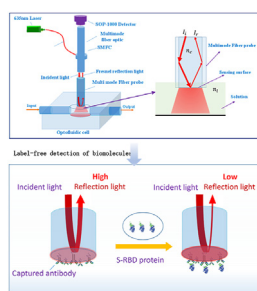 635nm Laser
SOP-1000 Detector
Multimode
fiber optic
SMFC
Incident light
Fresnel reflection light
Multi-mode Fiber probe
Input
Output
Optofluidic cell
Multimode Fiber probe
Sensing surface
Solution
Label-free detection of biomolecules
High
Incident light Reflection light
Captured antibody
S-RBD protein
Low
Incident light Reflection light